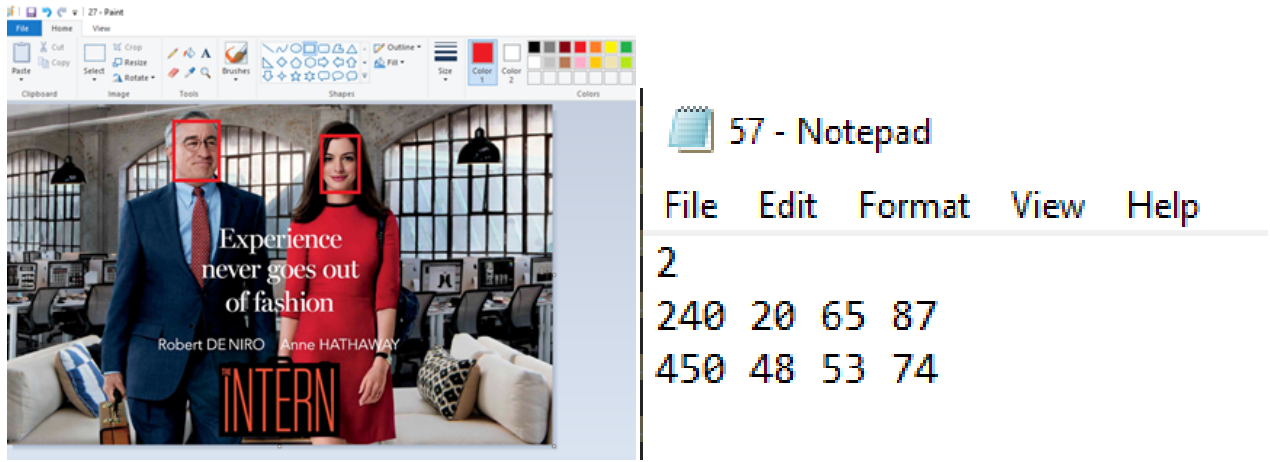 27 - Paint
File Home View
Paste
Cut
Copy
Clipboard
Select
Crop
Resize
Rotate
Image
Tools
Brushes
Shapes
Outline
Fill
Size
Color 1
Color 2
Colors
Experience
never goes out
of fashion
Robert DE NIRO Anne HATHAWAY
THE
INTERN
57 - Notepad
File Edit Format View Help
2
240 20 65 87
450 48 53 74